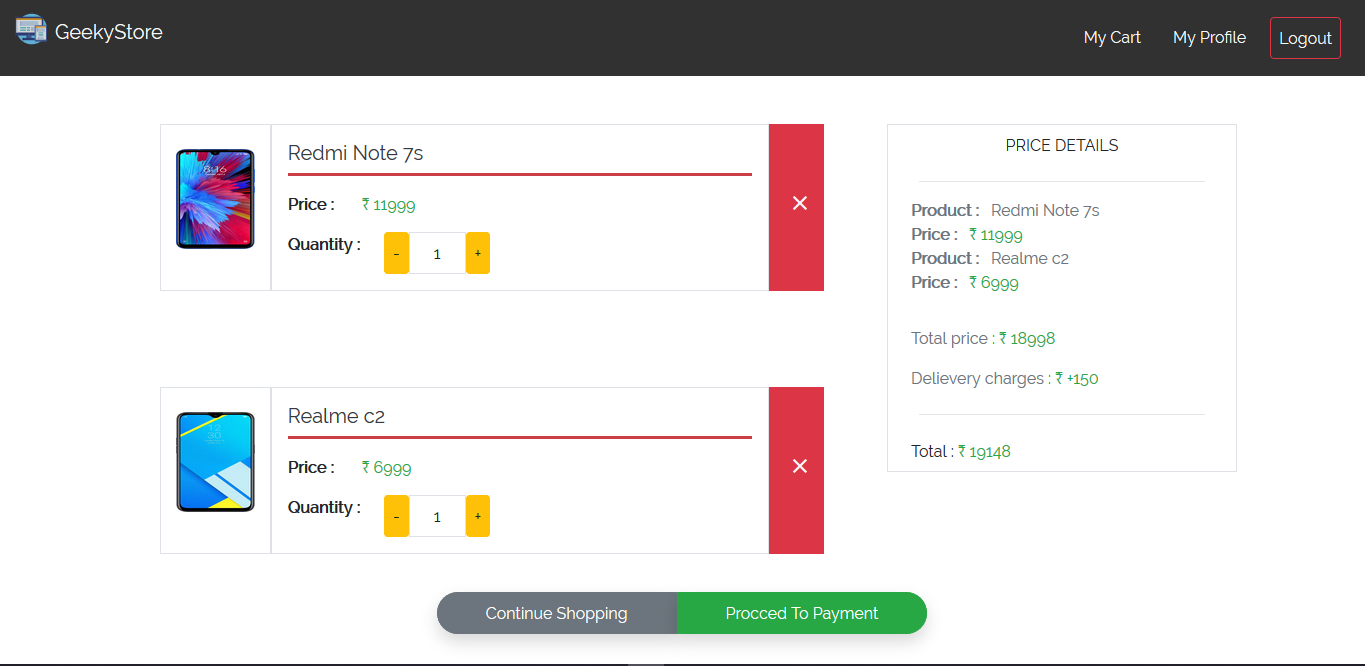 GeekyStore
My Cart
My Profile
Logout
Redmi Note 7s
Price : ₹ 11999
Quantity : - 1 +
×
Realme c2
Price : ₹ 6999
Quantity : - 1 +
×
PRICE DETAILS
Product : Redmi Note 7s
Price : ₹ 11999
Product : Realme c2
Price : ₹ 6999
Total price : ₹ 18998
Delievery charges : ₹ +150
Total : ₹ 19148
Continue Shopping
Procced To Payment